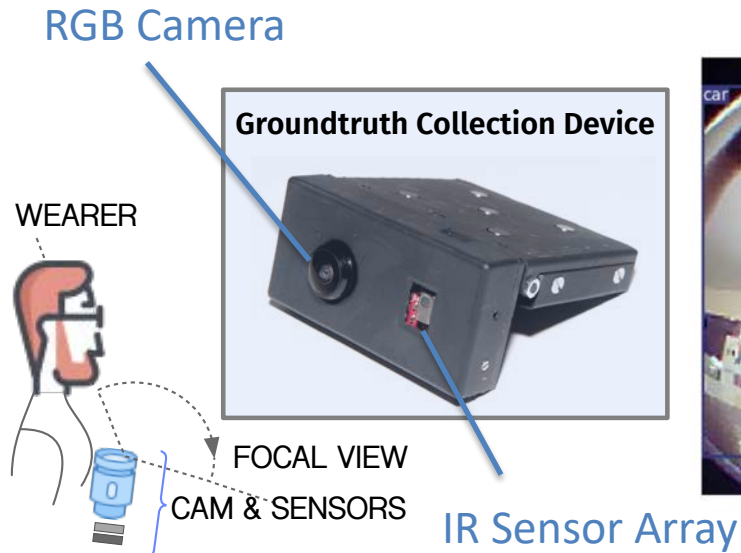 RGB Camera
Groundtruth Collection Device
car
WEARER
FOCAL VIEW
CAM & SENSORS
IR Sensor Array